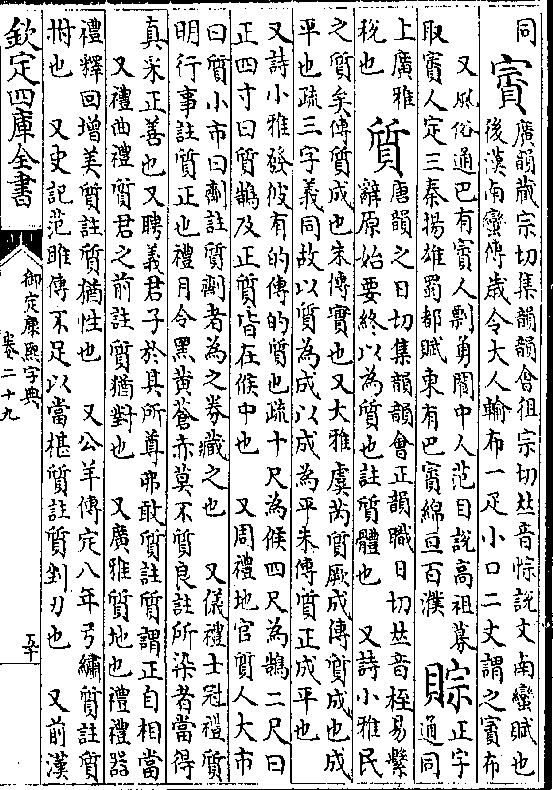 同 賨 廣韻藏宗切集韻韻會徂宗切𠀤音悰說文南蠻賦也
後漢南蠻傳歲令大人輸布一疋小口二丈謂之賨布
又風俗通巴有賨人剽勇閬中人范目說高祖募
取賨人定三秦揚雄蜀都賦東有巴賨綿亘百濮 賩 正字通同
上廣雅稅也 質 唐韻之日切集韻韻會正韻職日切𠀤音桎易繫
辭原始要終以為質也註質體也 又詩小雅民
之質矣傳質成也朱傳實也又大雅虞芮質厥成傳質成也成
平也疏三字義同故以質為成以成為平朱傳質正成平也
又詩小雅發彼有的傳的質也疏十尺為侯四尺為鵠二尺曰
正四寸曰質鵠及正質皆在侯中也 又周禮地官質人大市
曰質小市曰劑註質劑者為之券藏之也 又儀禮士冠禮質
明行事註質正也禮月令黑黃蒼赤莫不質良註所染者當得
真采正善也又聘義君子於其所尊弗敢質註質謂正自相當
又禮曲禮質君之前註質猶對也 又廣雅質地也禮禮器
禮釋回增美質註質猶性也 又公羊傳定八年弓繡質註質
拊也 又史記范睢傳不足以當椹質註質剉刃也 又前漢
欽定四庫全書
御定康熙字典
卷二十九
五十